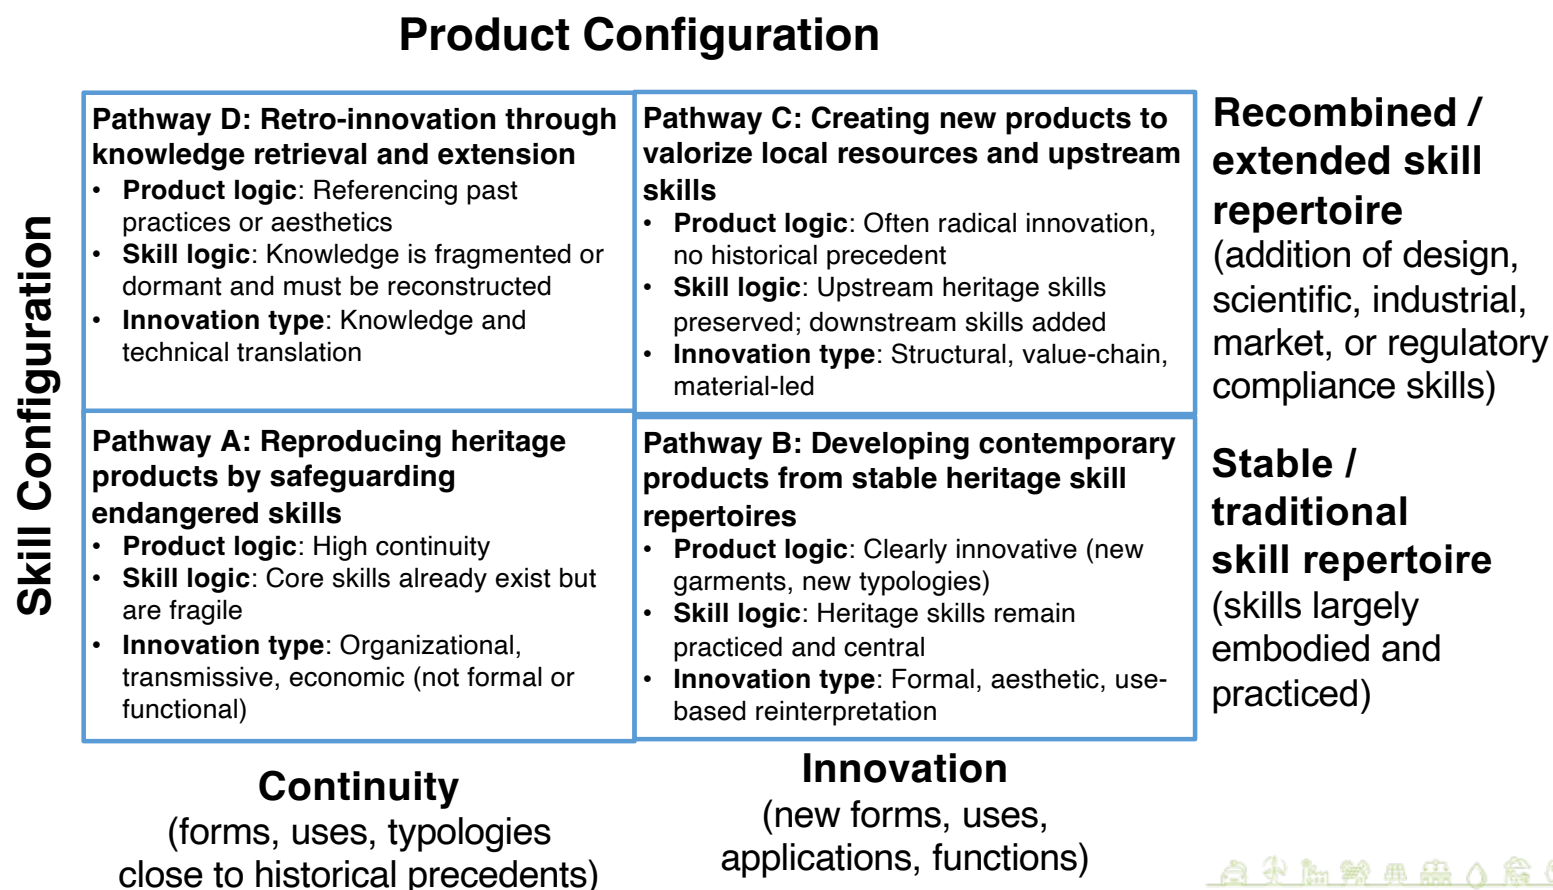 Product Configuration
Skill Configuration
Pathway D: Retro-innovation through
knowledge retrieval and extension
• Product logic: Referencing past
practices or aesthetics
• Skill logic: Knowledge is fragmented or
dormant and must be reconstructed
• Innovation type: Knowledge and
technical translation
Pathway C: Creating new products to
valorize local resources and upstream
skills
• Product logic: Often radical innovation,
no historical precedent
• Skill logic: Upstream heritage skills
preserved; downstream skills added
• Innovation type: Structural, value-chain,
material-led
Recombined /
extended skill
repertoire
(addition of design,
scientific, industrial,
market, or regulatory
compliance skills)
Pathway A: Reproducing heritage
products by safeguarding
endangered skills
• Product logic: High continuity
• Skill logic: Core skills already exist but
are fragile
• Innovation type: Organizational,
transmissive, economic (not formal or
functional)
Pathway B: Developing contemporary
products from stable heritage skill
repertoires
• Product logic: Clearly innovative (new
garments, new typologies)
• Skill logic: Heritage skills remain
practiced and central
• Innovation type: Formal, aesthetic, use-
based reinterpretation
Stable /
traditional
skill repertoire
(skills largely
embodied and
practiced)
Continuity
(forms, uses, typologies
close to historical precedents)
Innovation
(new forms, uses,
applications, functions)